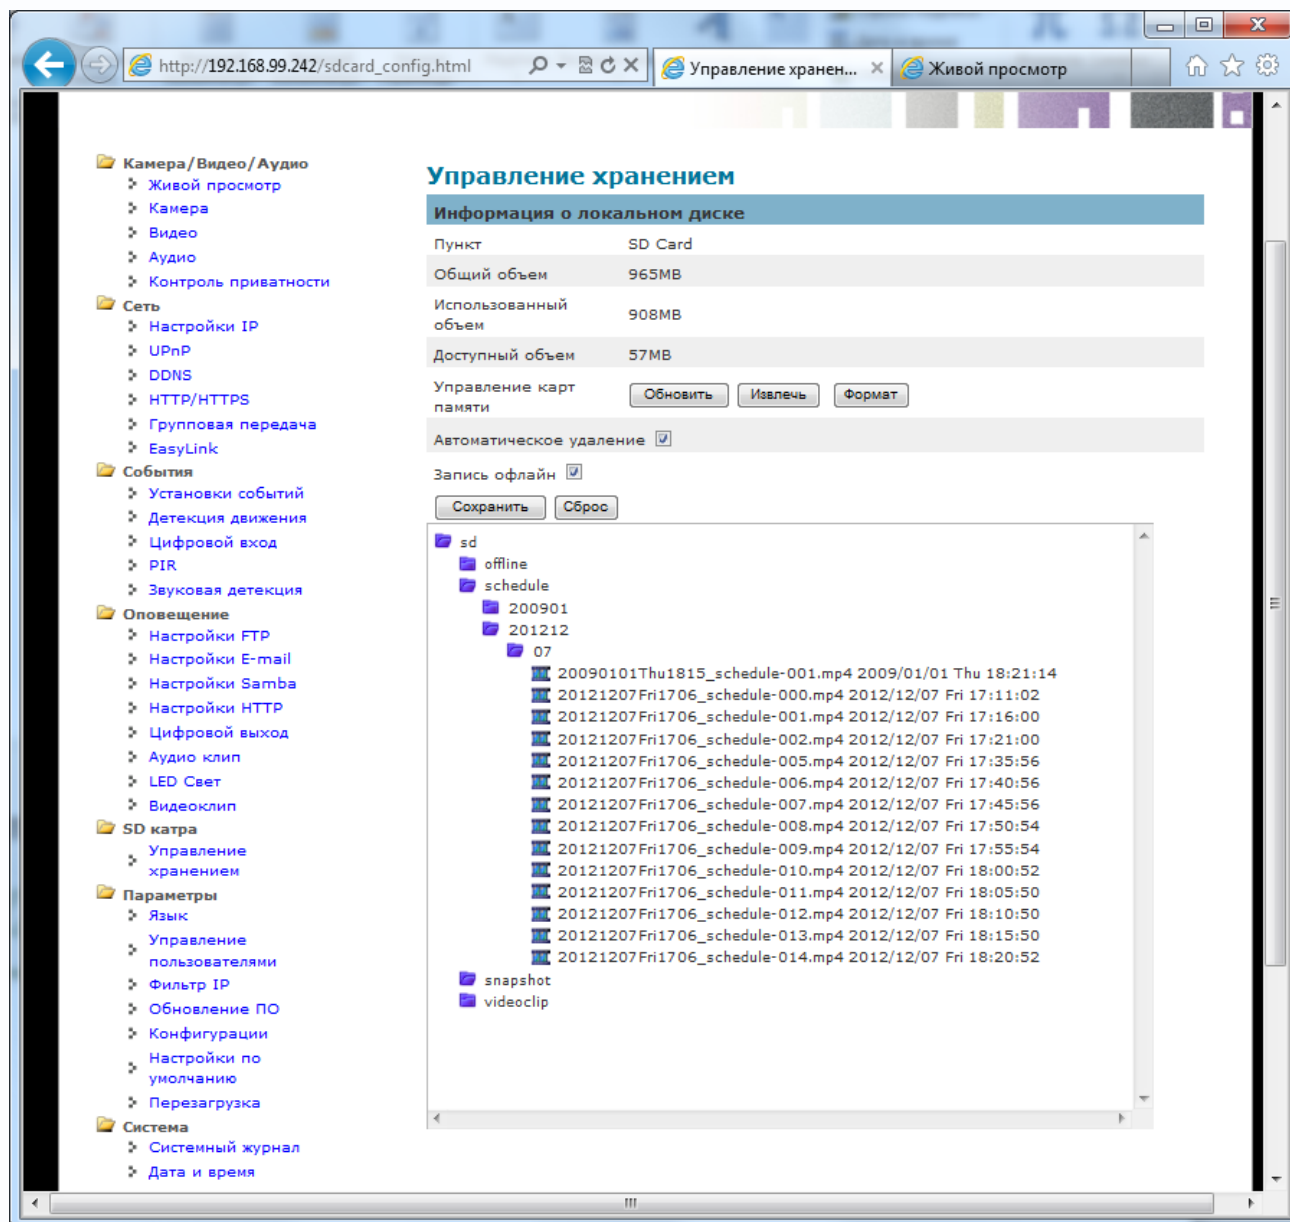 http://192.168.99.242/sdcard_config.html
Управление хранен...
Живой просмотр
Камера/Видео/Аудио
Живой просмотр
Камера
Видео
Аудио
Контроль приватности
Сеть
Настройки IP
UPnP
DDNS
HTTP/HTTPS
Групповая передача
EasyLink
События
Установки событий
Детекция движения
Цифровой вход
PIR
Звуковая детекция
Оповещение
Настройки FTP
Настройки E-mail
Настройки Samba
Настройки HTTP
Цифровой выход
Аудио клип
LED Свет
Видеоклип
SD катра
Управление
хранением
Параметры
Язык
Управление
пользователями
Фильтр IP
Обновление ПО
Конфигурации
Настройки по
умолчанию
Перезагрузка
Система
Системный журнал
Дата и время
Управление хранением
Информация о локальном диске
Пункт SD Card
Общий объем 965MB
Использованный
объем 908MB
Доступный объем 57MB
Управление карт
памяти Обновить Извлечь Формат
Автоматическое удаление
Запись офлайн
Сохранить Сброс
sd
offline
schedule
200901
201212
07
20090101Thu1815_schedule-001.mp4 2009/01/01 Thu 18:21:14
20121207Fri1706_schedule-000.mp4 2012/12/07 Fri 17:11:02
20121207Fri1706_schedule-001.mp4 2012/12/07 Fri 17:16:00
20121207Fri1706_schedule-002.mp4 2012/12/07 Fri 17:21:00
20121207Fri1706_schedule-005.mp4 2012/12/07 Fri 17:35:56
20121207Fri1706_schedule-006.mp4 2012/12/07 Fri 17:40:56
20121207Fri1706_schedule-007.mp4 2012/12/07 Fri 17:45:56
20121207Fri1706_schedule-008.mp4 2012/12/07 Fri 17:50:54
20121207Fri1706_schedule-009.mp4 2012/12/07 Fri 17:55:54
20121207Fri1706_schedule-010.mp4 2012/12/07 Fri 18:00:52
20121207Fri1706_schedule-011.mp4 2012/12/07 Fri 18:05:50
20121207Fri1706_schedule-012.mp4 2012/12/07 Fri 18:10:50
20121207Fri1706_schedule-013.mp4 2012/12/07 Fri 18:15:50
20121207Fri1706_schedule-014.mp4 2012/12/07 Fri 18:20:52
snapshot
videoclip